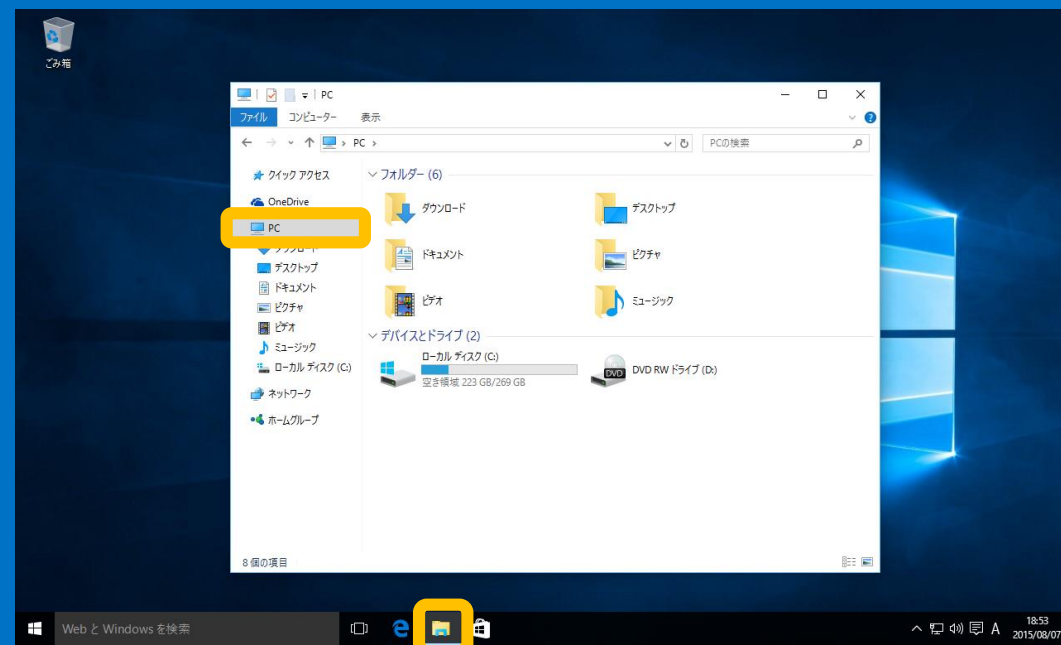 ごみ箱
PC
ファイル コンピューター 表示
PC
PCの検索
クイック アクセス
OneDrive
PC
ダウンロード
デスクトップ
ドキュメント
ピクチャ
ビデオ
ミュージック
ローカル ディスク (C:)
ネットワーク
ホームグループ
フォルダー (6)
ダウンロード
デスクトップ
ドキュメント
ピクチャ
ビデオ
ミュージック
デバイスとドライブ (2)
ローカル ディスク (C:)
空き領域 223 GB/269 GB
DVD
DVD RW ドライブ (D:)
8 個の項目
Web と Windows を検索
A
18:53
2015/08/07